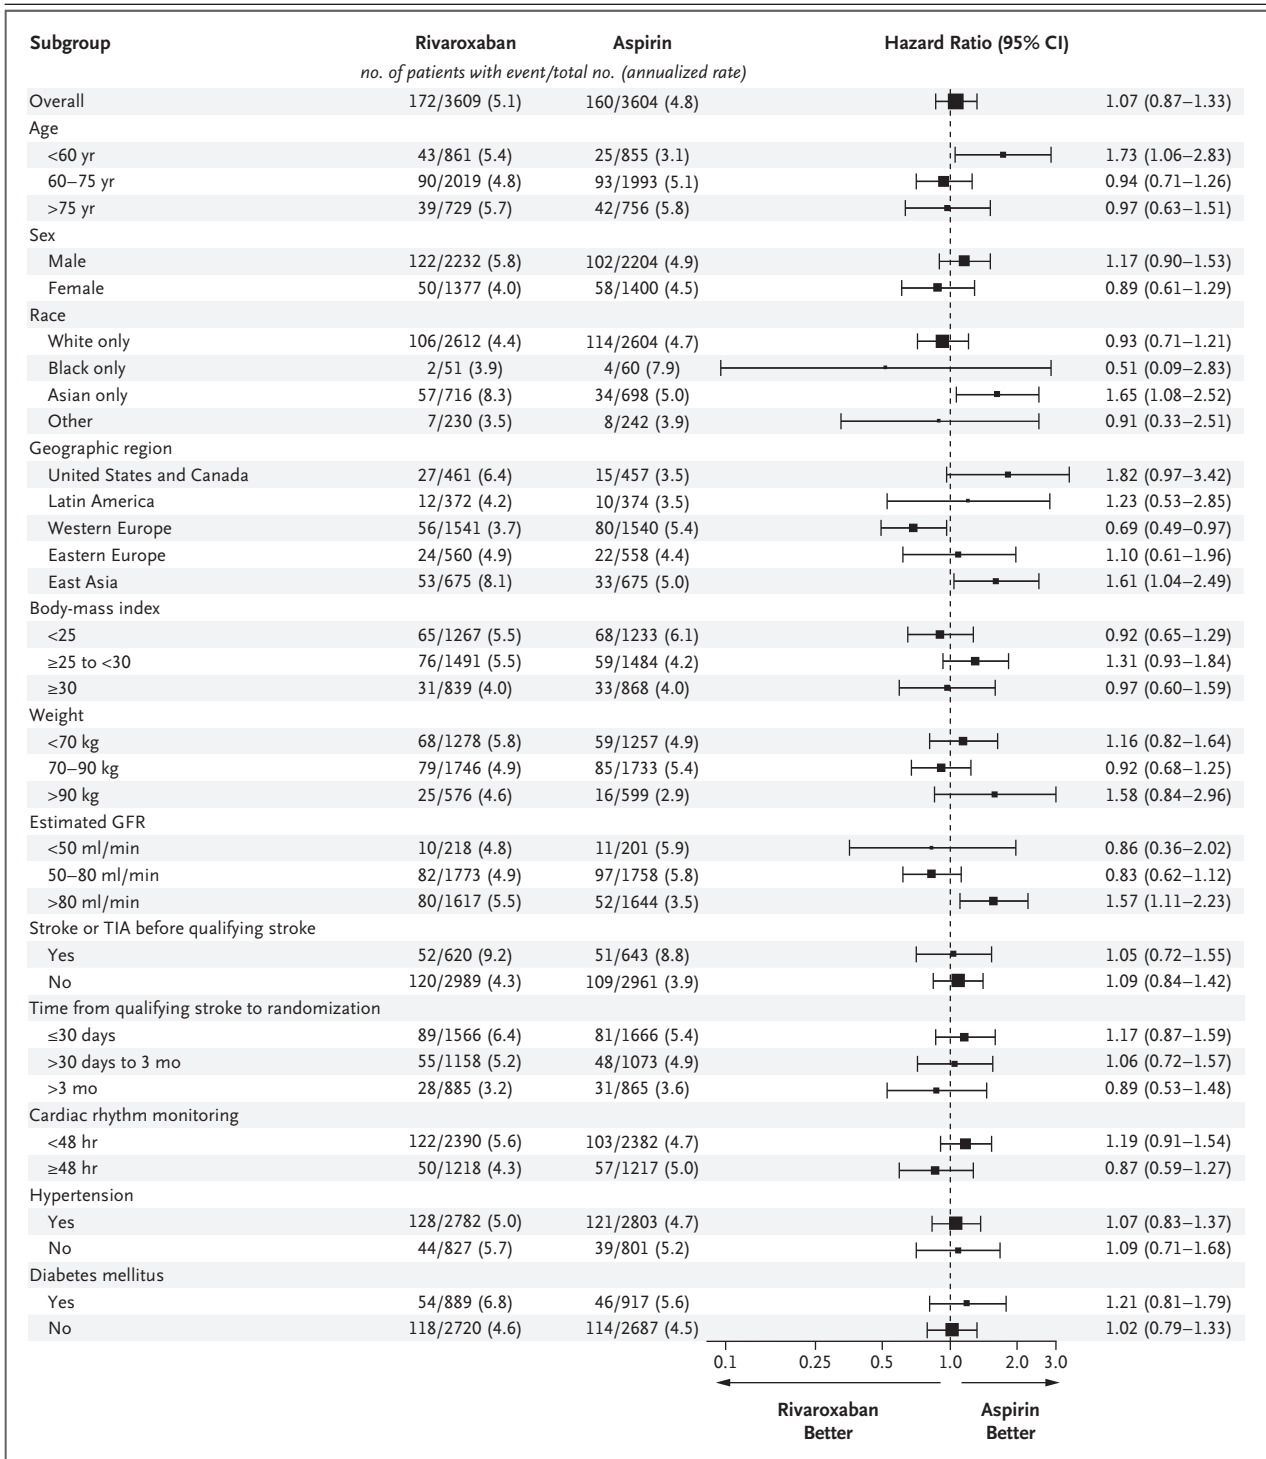 Subgroup Rivaroxaban Aspirin Hazard Ratio (95% CI)
no. of patients with event/total no. (annualized rate)
Overall 172/3609 (5.1) 160/3604 (4.8) 1.07 (0.87–1.33)
Age
<60 yr 43/861 (5.4) 25/855 (3.1) 1.73 (1.06–2.83)
60–75 yr 90/2019 (4.8) 93/1993 (5.1) 0.94 (0.71–1.26)
>75 yr 39/729 (5.7) 42/756 (5.8) 0.97 (0.63–1.51)
Sex
Male 122/2232 (5.8) 102/2204 (4.9) 1.17 (0.90–1.53)
Female 50/1377 (4.0) 58/1400 (4.5) 0.89 (0.61–1.29)
Race
White only 106/2612 (4.4) 114/2604 (4.7) 0.93 (0.71–1.21)
Black only 2/51 (3.9) 4/60 (7.9) 0.51 (0.09–2.83)
Asian only 57/716 (8.3) 34/698 (5.0) 1.65 (1.08–2.52)
Other 7/230 (3.5) 8/242 (3.9) 0.91 (0.33–2.51)
Geographic region
United States and Canada 27/461 (6.4) 15/457 (3.5) 1.82 (0.97–3.42)
Latin America 12/372 (4.2) 10/374 (3.5) 1.23 (0.53–2.85)
Western Europe 56/1541 (3.7) 80/1540 (5.4) 0.69 (0.49–0.97)
Eastern Europe 24/560 (4.9) 22/558 (4.4) 1.10 (0.61–1.96)
East Asia 53/675 (8.1) 33/675 (5.0) 1.61 (1.04–2.49)
Body-mass index
<25 65/1267 (5.5) 68/1233 (6.1) 0.92 (0.65–1.29)
≥25 to <30 76/1491 (5.5) 59/1484 (4.2) 1.31 (0.93–1.84)
≥30 31/839 (4.0) 33/868 (4.0) 0.97 (0.60–1.59)
Weight
<70 kg 68/1278 (5.8) 59/1257 (4.9) 1.16 (0.82–1.64)
70–90 kg 79/1746 (4.9) 85/1733 (5.4) 0.92 (0.68–1.25)
>90 kg 25/576 (4.6) 16/599 (2.9) 1.58 (0.84–2.96)
Estimated GFR
<50 ml/min 10/218 (4.8) 11/201 (5.9) 0.86 (0.36–2.02)
50–80 ml/min 82/1773 (4.9) 97/1758 (5.8) 0.83 (0.62–1.12)
>80 ml/min 80/1617 (5.5) 52/1644 (3.5) 1.57 (1.11–2.23)
Stroke or TIA before qualifying stroke
Yes 52/620 (9.2) 51/643 (8.8) 1.05 (0.72–1.55)
No 120/2989 (4.3) 109/2961 (3.9) 1.09 (0.84–1.42)
Time from qualifying stroke to randomization
≤30 days 89/1566 (6.4) 81/1666 (5.4) 1.17 (0.87–1.59)
>30 days to 3 mo 55/1158 (5.2) 48/1073 (4.9) 1.06 (0.72–1.57)
>3 mo 28/885 (3.2) 31/865 (3.6) 0.89 (0.53–1.48)
Cardiac rhythm monitoring
<48 hr 122/2390 (5.6) 103/2382 (4.7) 1.19 (0.91–1.54)
≥48 hr 50/1218 (4.3) 57/1217 (5.0) 0.87 (0.59–1.27)
Hypertension
Yes 128/2782 (5.0) 121/2803 (4.7) 1.07 (0.83–1.37)
No 44/827 (5.7) 39/801 (5.2) 1.09 (0.71–1.68)
Diabetes mellitus
Yes 54/889 (6.8) 46/917 (5.6) 1.21 (0.81–1.79)
No 118/2720 (4.6) 114/2687 (4.5) 1.02 (0.79–1.33)
0.1 0.25 0.5 1.0 2.0 3.0
Rivaroxaban Aspirin
Better Better